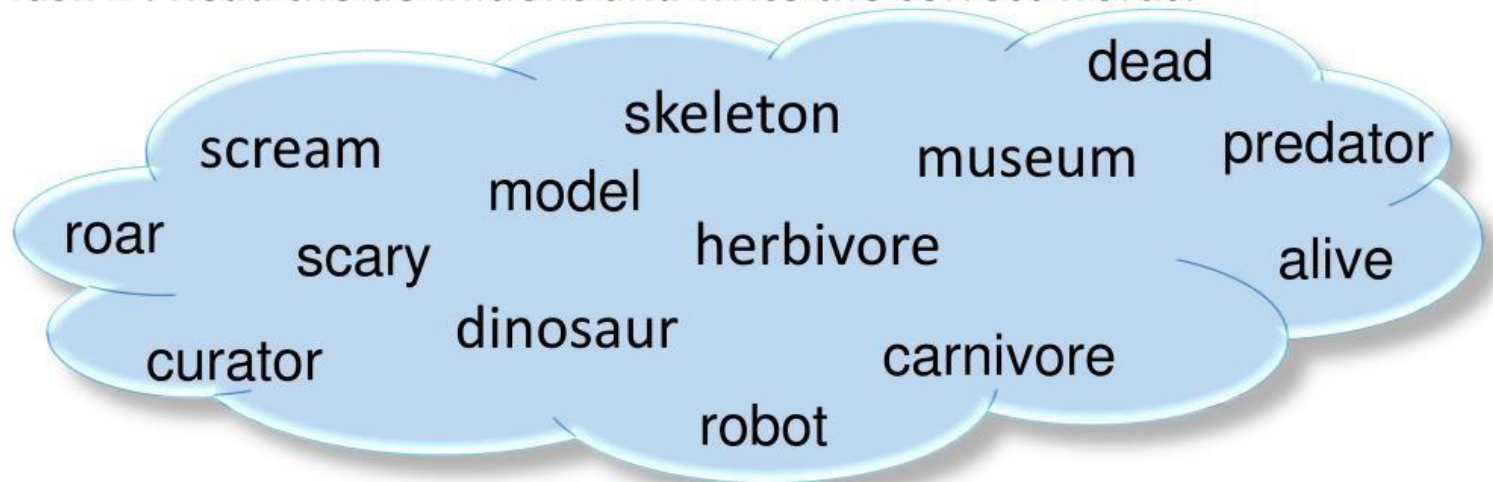 dead
skeleton
scream
museum
predator
model
roar
scary
herbivore
alive
dinosaur
curator
carnivore
robot